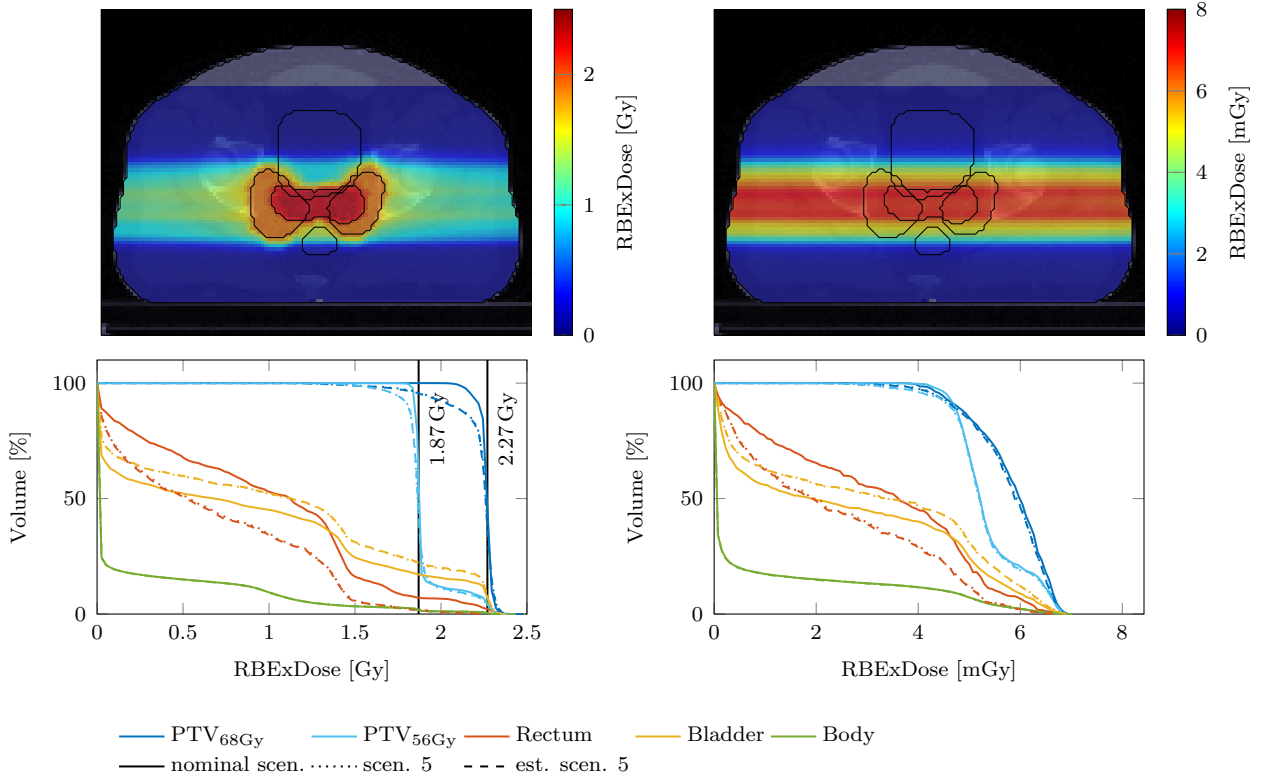 2
1
0
RBExDose [Gy]
8
6
4
2
0
RBExDose [mGy]
100
50
0
Volume [%]
1.87 Gy
2.27 Gy
0 0.5 1 1.5 2 2.5
RBExDose [Gy]
100
50
0
Volume [%]
0 2 4 6 8
RBExDose [mGy]
PTV68Gy PTV56Gy Rectum Bladder Body
nominal scen. scen. 5 est. scen. 5